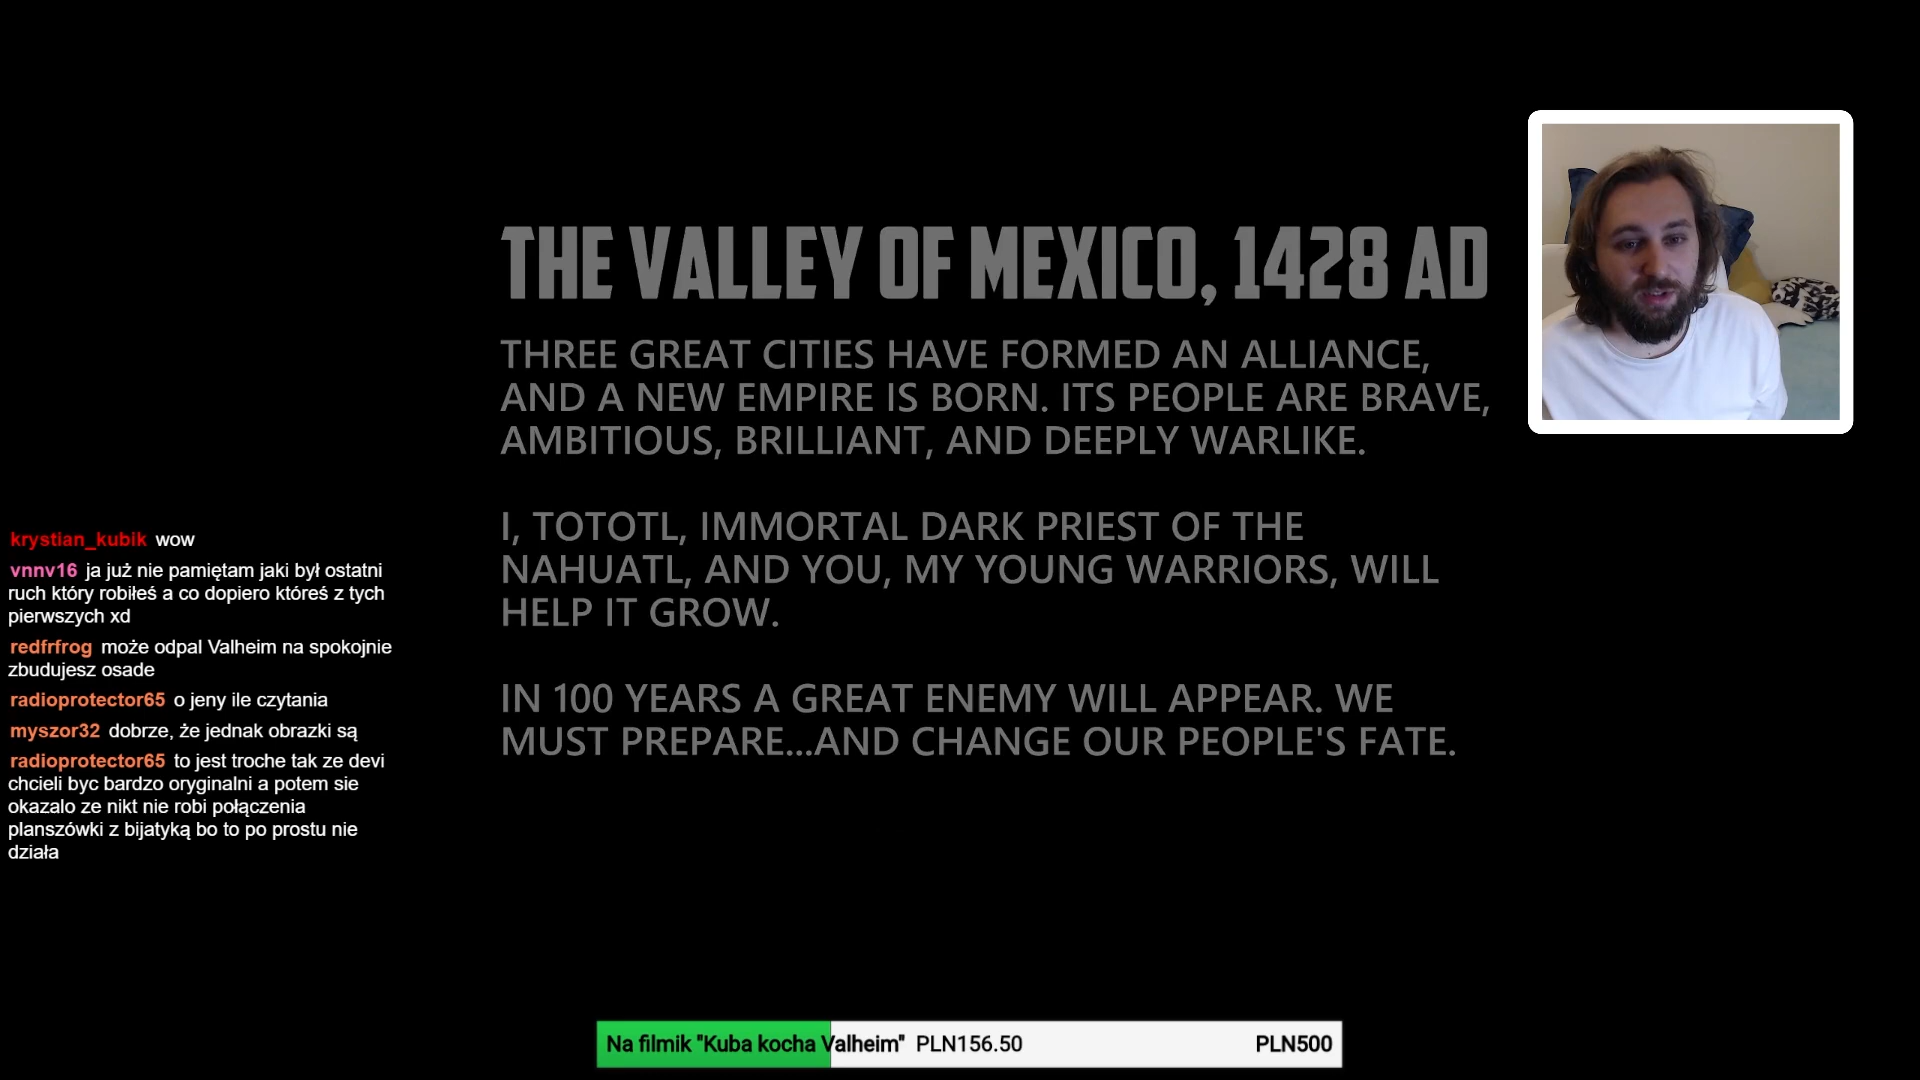 THE VALLEY OF MEXICO, 1428 AD
THREE GREAT CITIES HAVE FORMED AN ALLIANCE,
AND A NEW EMPIRE IS BORN. ITS PEOPLE ARE BRAVE,
AMBITIOUS, BRILLIANT, AND DEEPLY WARLIKE.
I, TOTOTL, IMMORTAL DARK PRIEST OF THE
NAHUATL, AND YOU, MY YOUNG WARRIORS, WILL
HELP IT GROW.
IN 100 YEARS A GREAT ENEMY WILL APPEAR. WE
MUST PREPARE...AND CHANGE OUR PEOPLE'S FATE.
krystian_kubik wow
vnnv16 ja już nie pamiętam jaki był ostatni
ruch który robiłeś a co dopiero któreś z tych
pierwszych xd
redfrfrog może odpal Valheim na spokojnie
zbudujesz osade
radioprotector65 o jeny ile czytania
myszor32 dobrze, że jednak obrazki są
radioprotector65 to jest troche tak ze devi
chcieli byc bardzo oryginalni a potem sie
okazalo ze nikt nie robi połączenia
planszówki z bijatyką bo to po prostu nie
działa
Na filmik "Kuba kocha Valheim" PLN156.50 PLN500